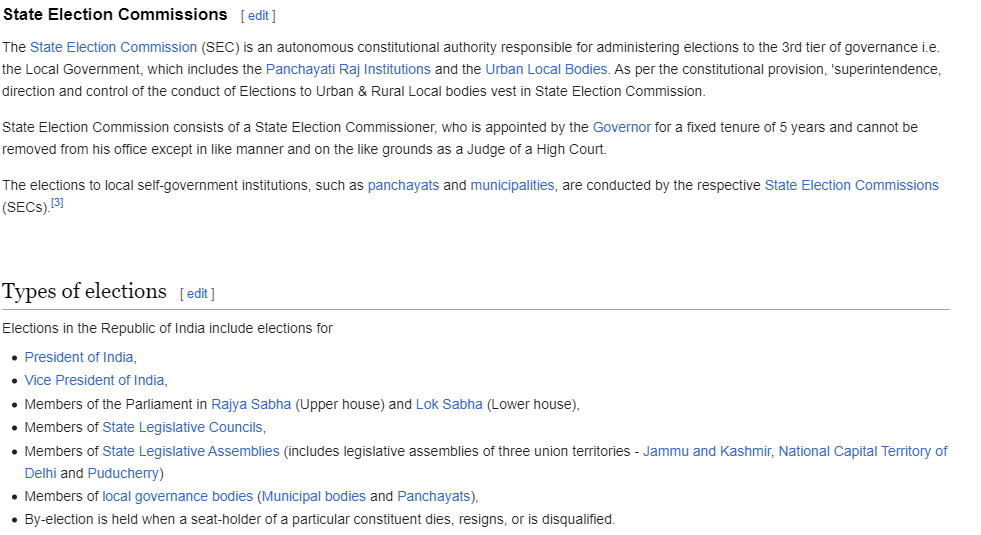 State Election Commissions [ edit ]
The State Election Commission (SEC) is an autonomous constitutional authority responsible for administering elections to the 3rd tier of governance i.e.
the Local Government, which includes the Panchayati Raj Institutions and the Urban Local Bodies. As per the constitutional provision, 'superintendence,
direction and control of the conduct of Elections to Urban & Rural Local bodies vest in State Election Commission.
State Election Commission consists of a State Election Commissioner, who is appointed by the Governor for a fixed tenure of 5 years and cannot be
removed from his office except in like manner and on the like grounds as a Judge of a High Court.
The elections to local self-government institutions, such as panchayats and municipalities, are conducted by the respective State Election Commissions
(SECs).[3]
Types of elections [ edit ]
Elections in the Republic of India include elections for
• President of India,
• Vice President of India,
• Members of the Parliament in Rajya Sabha (Upper house) and Lok Sabha (Lower house),
• Members of State Legislative Councils,
• Members of State Legislative Assemblies (includes legislative assemblies of three union territories - Jammu and Kashmir, National Capital Territory of
Delhi and Puducherry)
• Members of local governance bodies (Municipal bodies and Panchayats),
• By-election is held when a seat-holder of a particular constituent dies, resigns, or is disqualified.